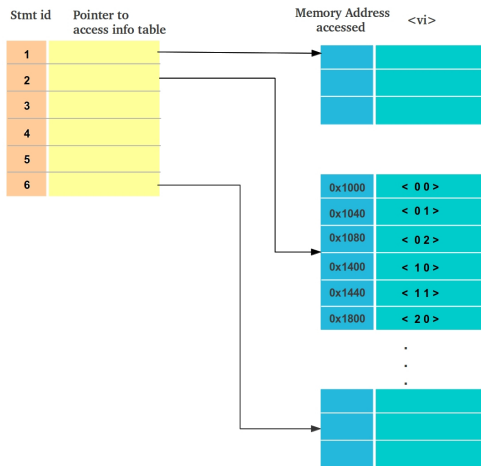 Stmt id
Pointer to
access info table
Memory Address
accessed
<vi>
1
2
3
4
5
6
0x1000 < 0 0 >
0x1040 < 0 1 >
0x1080 < 0 2 >
0x1400 < 1 0 >
0x1440 < 1 1 >
0x1800 < 2 0 >
.
.
.